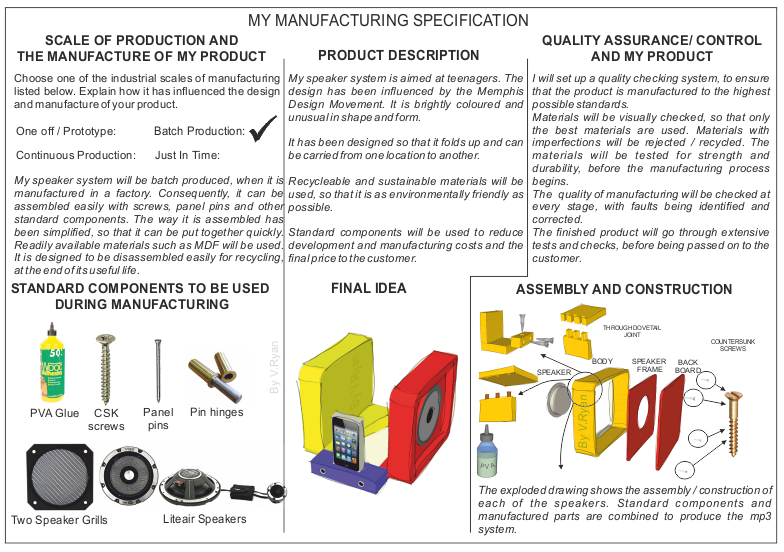 MY MANUFACTURING SPECIFICATION
SCALE OF PRODUCTION AND
THE MANUFACTURE OF MY PRODUCT
Choose one of the industrial scales of manufacturing
listed below. Explain how it has influenced the design
and manufacture of your product.
One off / Prototype:
Batch Production:
Continuous Production:
Just In Time:
My speaker system will be batch produced, when it is
manufactured in a factory. Consequently, it can be
assembled easily with screws, panel pins and other
standard components. The way it is assembled has
been simplified, so that it can be put together quickly.
Readily available materials such as MDF will be used.
It is designed to be disassembled easily for recycling,
at the end of its useful life.
PRODUCT DESCRIPTION
My speaker system is aimed at teenagers. The
design has been influenced by the Memphis
Design Movement. It is brightly coloured and
unusual in shape and form.
It has been designed so that it folds up and can
be carried from one location to another.
Recycleable and sustainable materials will be
used, so that it is as environmentally friendly as
possible.
Standard components will be used to reduce
development and manufacturing costs and the
final price to the customer.
QUALITY ASSURANCE/ CONTROL
AND MY PRODUCT
I will set up a quality checking system, to ensure
that the product is manufactured to the highest
possible standards.
Materials will be visually checked, so that only
the best materials are used. Materials with
imperfections will be rejected / recycled. The
materials will be tested for strength and
durability, before the manufacturing process
begins.
The quality of manufacturing will be checked at
every stage, with faults being identified and
corrected.
The finished product will go through extensive
tests and checks, before being passed on to the
customer.
STANDARD COMPONENTS TO BE USED
DURING MANUFACTURING
PVA Glue
CSK
screws
Panel
pins
Pin hinges
Two Speaker Grills
Liteair Speakers
By V.Ryan
FINAL IDEA
ASSEMBLY AND CONSTRUCTION
THROUGH DOVETAIL
JOINT
COUNTERSUNK
SCREWS
BODY
SPEAKER
FRAME
BACK
BOARD
SPEAKER
By V.Ryan
PVA
The exploded drawing shows the assembly / construction of
each of the speakers. Standard components and
manufactured parts are combined to produce the mp3
system.